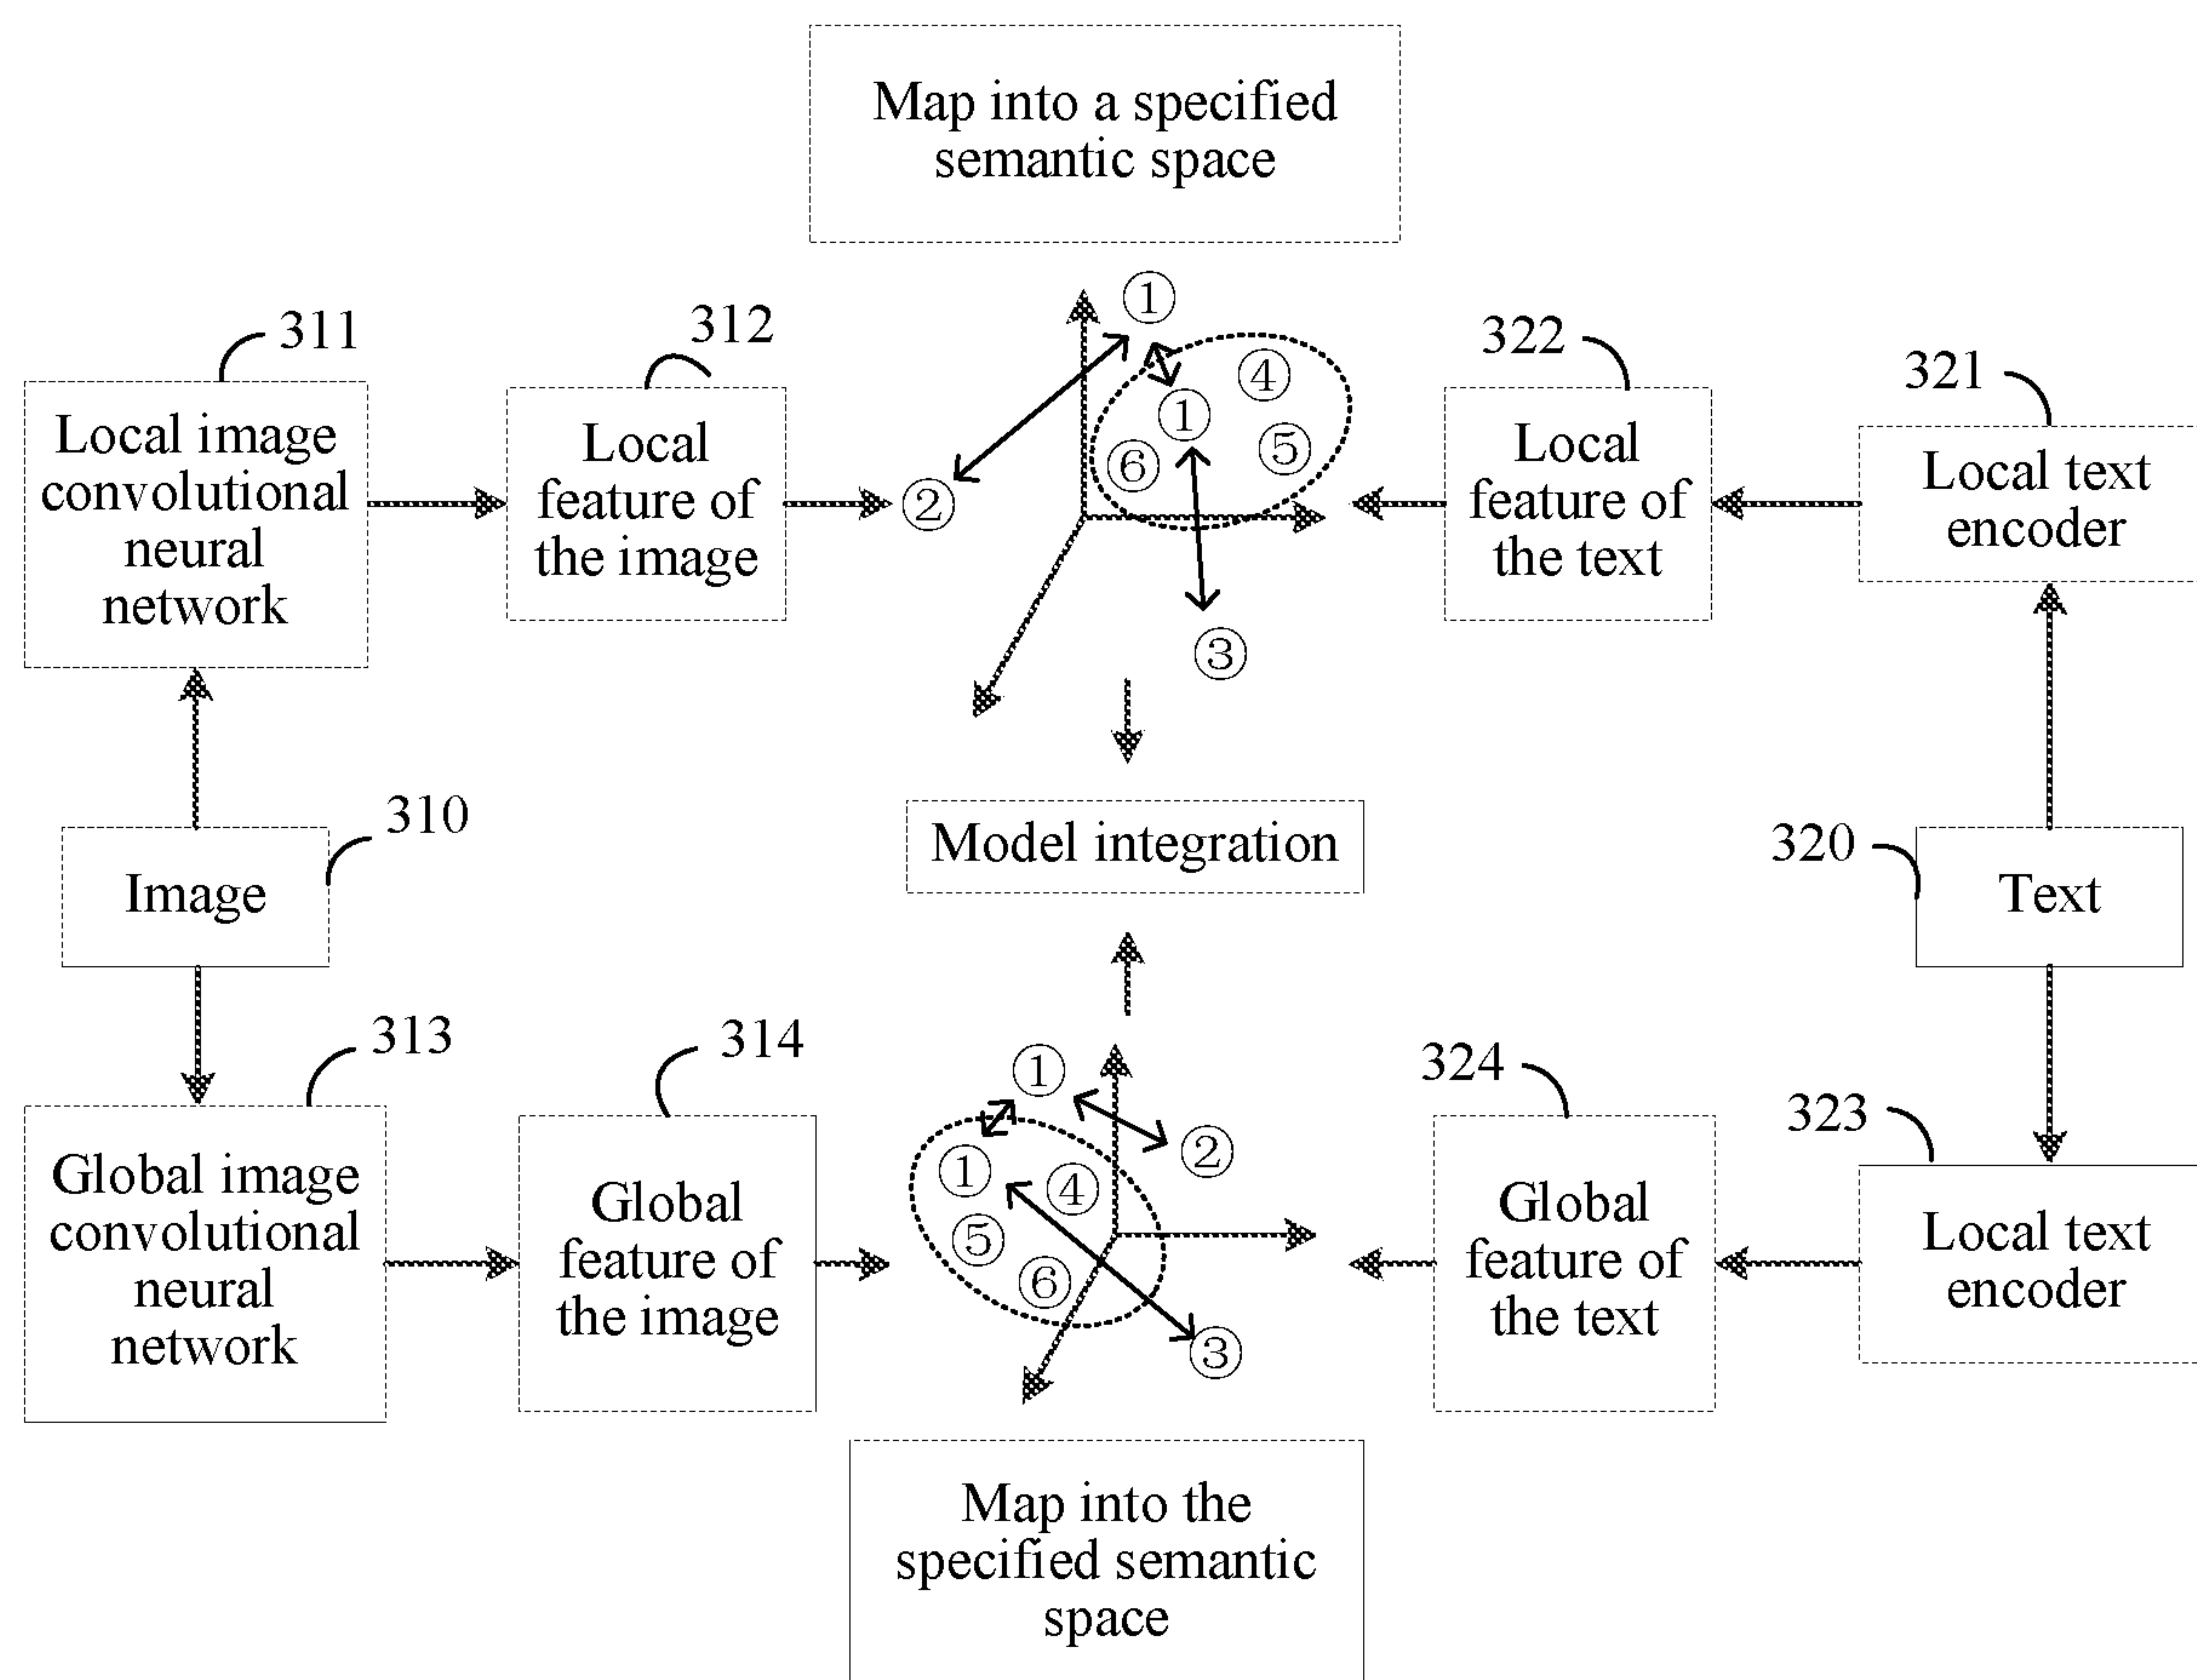 Map into a specified
semantic space
311
Local image
convolutional
neural
network
312
Local
feature of
the image
①
④
①
⑤
⑥
②
③
322
Local
feature of
the text
321
Local text
encoder
310
Image
Model integration
320
Text
313
Global image
convolutional
neural
network
314
Global
feature of
the image
①
②
①
④
⑤
⑥
③
324
Global
feature of
the text
323
Local text
encoder
Map into the
specified semantic
space